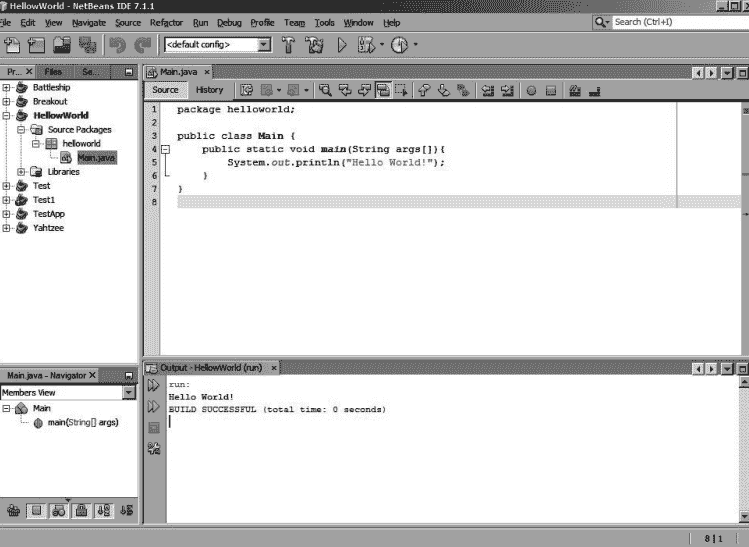 HellowWorld - NetBeans IDE 7.1.1
File Edit View Navigate Source Refactor Run Debug Profile Team Tools Window Help
Search (Ctrl+I)
<default config>
Pr... Files Se...
Battleship
Breakout
HellowWorld
Source Packages
helloworld
Main.java
Libraries
Test
Test1
TestApp
Yahtzee
Main.java
Source History
1 package helloworld;
2
3 public class Main {
4 public static void main(String args[]){
5 System.out.println("Hello World!");
6 }
7 }
8
Main.java - Navigator
Members View
Main
main(String[] args)
Output - HellowWorld (run)
run:
Hello World!
BUILD SUCCESSFUL (total time: 0 seconds)
8 | 1